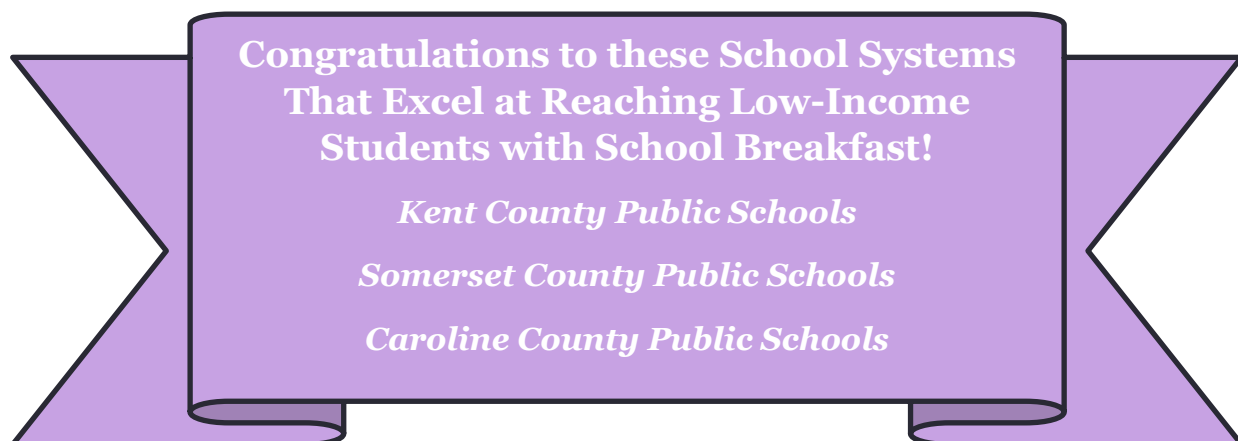 Congratulations to these School Systems
That Excel at Reaching Low-Income
Students with School Breakfast!
Kent County Public Schools
Somerset County Public Schools
Caroline County Public Schools